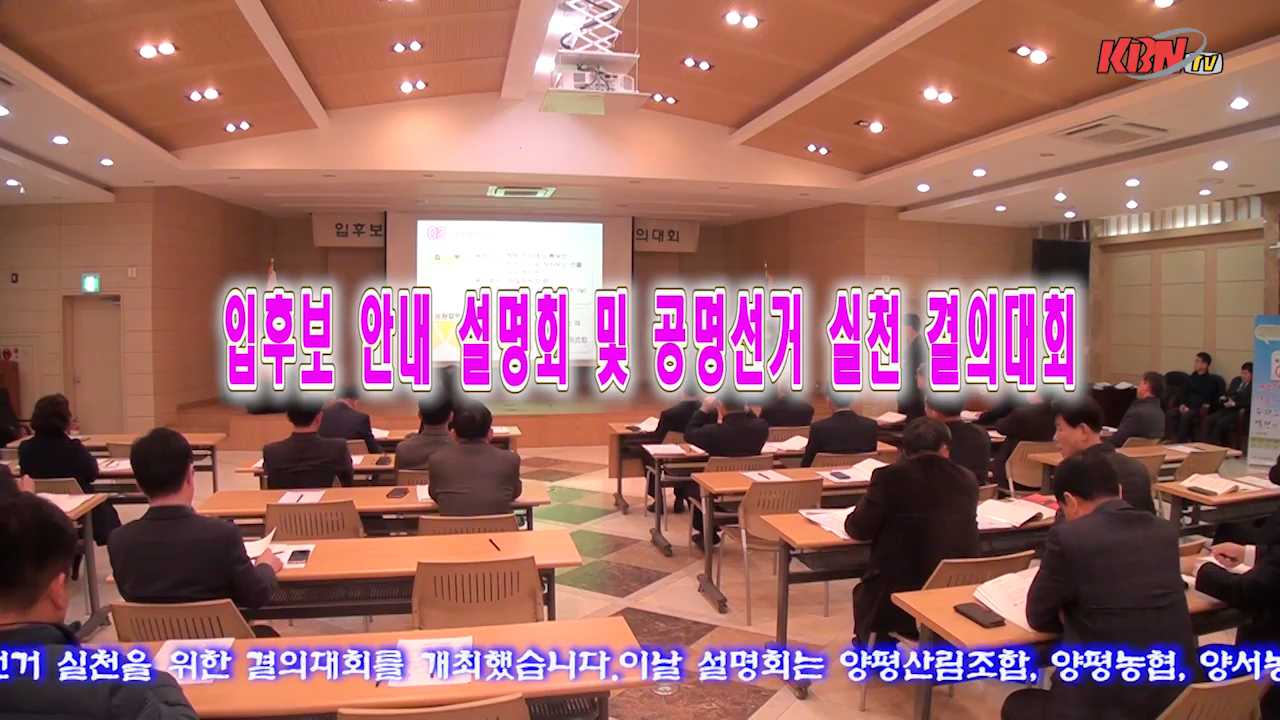 KBN TV
입후보
의대회
03
입후보 안내 설명회 및 공명선거 실천 결의대회
선거 실천을 위한 결의대회를 개최했습니다.이날 설명회는 양평산림조합, 양평농협, 양서농